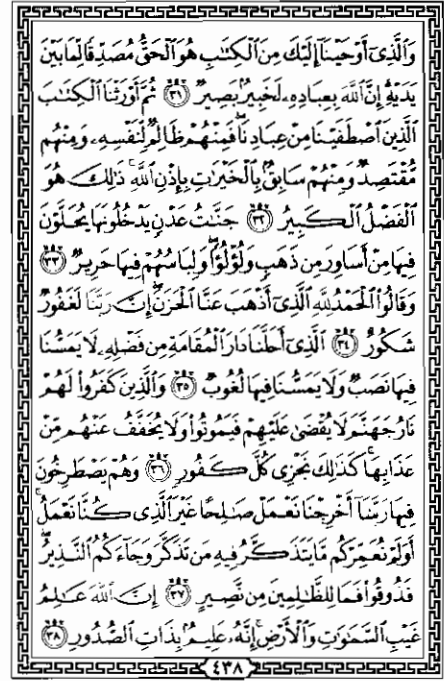 وَٱلَّذِىٓ أَوْحَيْنَآ إِلَيْكَ مِنَ ٱلْكِتَٰبِ هُوَ ٱلْحَقُّ مُصَدِّقًا لِّمَا بَيْنَ
يَدَيْهِ إِنَّ ٱللَّهَ بِعِبَادِهِۦ لَخَبِيرٌۢ بَصِيرٌ ٣١ ثُمَّ أَوْرَثْنَا ٱلْكِتَٰبَ
ٱلَّذِينَ ٱصْطَفَيْنَا مِنْ عِبَادِنَا فَمِنْهُمْ ظَالِمٌ لِّنَفْسِهِۦ وَمِنْهُم
مُّقْتَصِدٌ وَمِنْهُمْ سَابِقٌۢ بِٱلْخَيْرَٰتِ بِإِذْنِ ٱللَّهِ ذَٰلِكَ هُوَ
ٱلْفَضْلُ ٱلْكَبِيرُ ٣٢ جَنَّٰتُ عَدْنٍ يَدْخُلُونَهَا يُحَلَّوْنَ
فِيهَا مِنْ أَسَاوِرَ مِن ذَهَبٍ وَلُؤْلُؤًا وَلِبَاسُهُمْ فِيهَا حَرِيرٌ ٣٣
وَقَالُوا۟ ٱلْحَمْدُ لِلَّهِ ٱلَّذِىٓ أَذْهَبَ عَنَّا ٱلْحَزَنَ إِنَّ رَبَّنَا لَغَفُورٌ
شَكُورٌ ٣٤ ٱلَّذِىٓ أَحَلَّنَا دَارَ ٱلْمُقَامَةِ مِن فَضْلِهِۦ لَا يَمَسُّنَا
فِيهَا نَصَبٌ وَلَا يَمَسُّنَا فِيهَا لُغُوبٌ ٣٥ وَٱلَّذِينَ كَفَرُوا۟ لَهُمْ
نَارُ جَهَنَّمَ لَا يُقْضَىٰ عَلَيْهِمْ فَيَمُوتُوا۟ وَلَا يُخَفَّفُ عَنْهُم مِّنْ
عَذَابِهَا كَذَٰلِكَ نَجْزِى كُلَّ كَفُورٍ ٣٦ وَهُمْ يَصْطَرِخُونَ
فِيهَا رَبَّنَآ أَخْرِجْنَا نَعْمَلْ صَٰلِحًا غَيْرَ ٱلَّذِى كُنَّا نَعْمَلُ
أَوَلَمْ نُعَمِّرْكُم مَّا يَتَذَكَّرُ فِيهِ مَن تَذَكَّرَ وَجَآءَكُمُ ٱلنَّذِيرُ
فَذُوقُوا۟ فَمَا لِلظَّٰلِمِينَ مِن نَّصِيرٍ ٣٧ إِنَّ ٱللَّهَ عَٰلِمُ
غَيْبِ ٱلسَّمَٰوَٰتِ وَٱلْأَرْضِ إِنَّهُۥ عَلِيمٌۢ بِذَاتِ ٱلصُّدُورِ ٣٨
٤٣٨